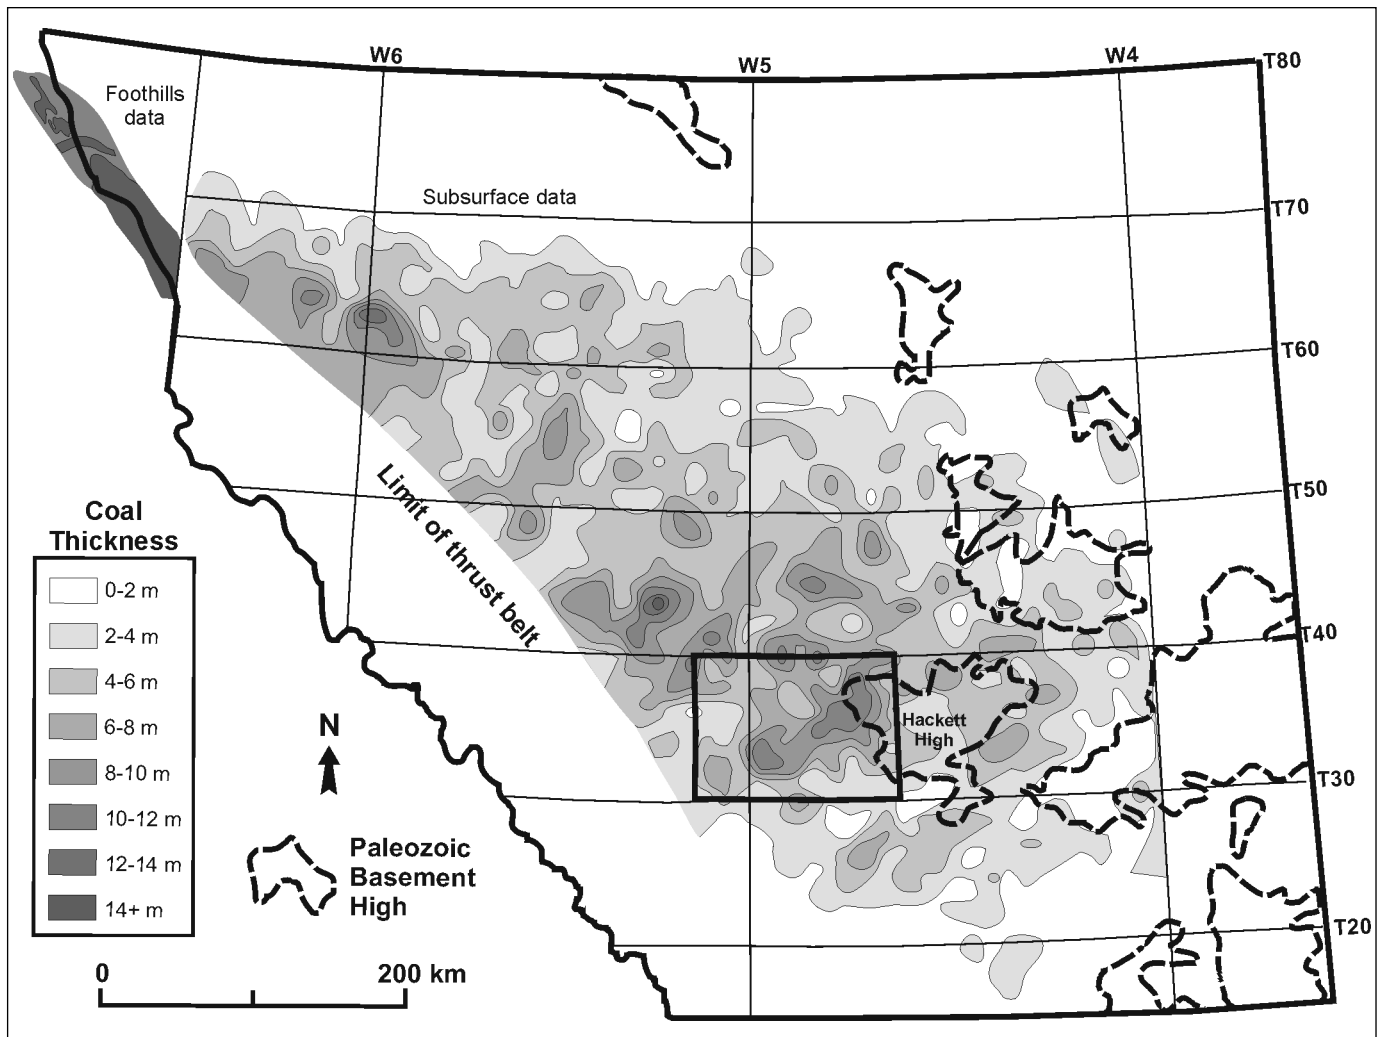 W6
W5
W4
T80
Foothills
data
Subsurface data
T70
T60
T50
Limit of thrust belt
Coal
Thickness
0-2 m
2-4 m
4-6 m
6-8 m
8-10 m
10-12 m
12-14 m
14+ m
T40
Hackett
High
N
T30
Paleozoic
Basement
High
T20
0
200 km